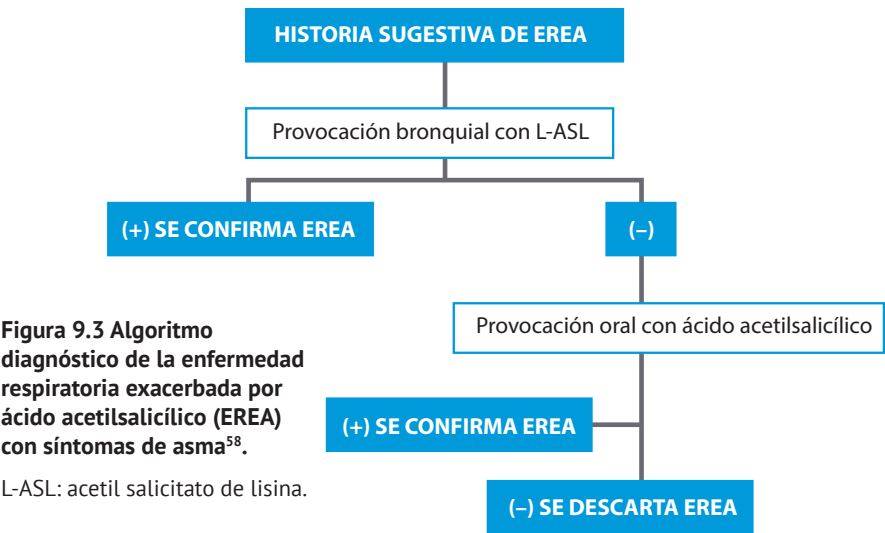 HISTORIA SUGESTIVA DE EREA
Provocación bronquial con L-ASL
(+) SE CONFIRMA EREA
(–)
Provocación oral con ácido acetilsalicílico
(+) SE CONFIRMA EREA
(–) SE DESCARTA EREA
Figura 9.3 Algoritmo
diagnóstico de la enfermedad
respiratoria exacerbada por
ácido acetilsalicílico (EREA)
con síntomas de asma⁵⁸.
L-ASL: acetil salicitato de lisina.